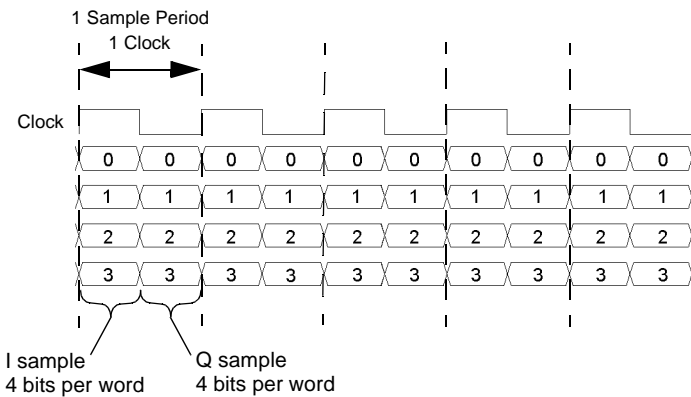 1 Sample Period
1 Clock
Clock
0 0 0 0 0 0 0 0 0 0
1 1 1 1 1 1 1 1 1 1
2 2 2 2 2 2 2 2 2 2
3 3 3 3 3 3 3 3 3 3
I sample
4 bits per word
Q sample
4 bits per word